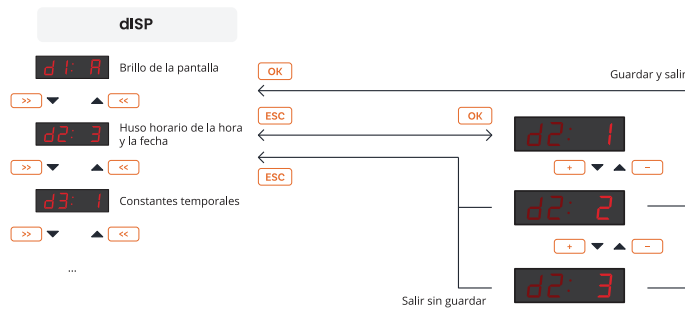 dISP
d1: A
Brillo de la pantalla
OK
Guardar y salir
>>
<<
ESC
OK
d2: 3
Huso horario de la hora
y la fecha
d2: 1
>>
<<
ESC
+
-
d3: 1
Constantes temporales
d2: 2
>>
<<
+
-
...
d2: 3
Salir sin guardar